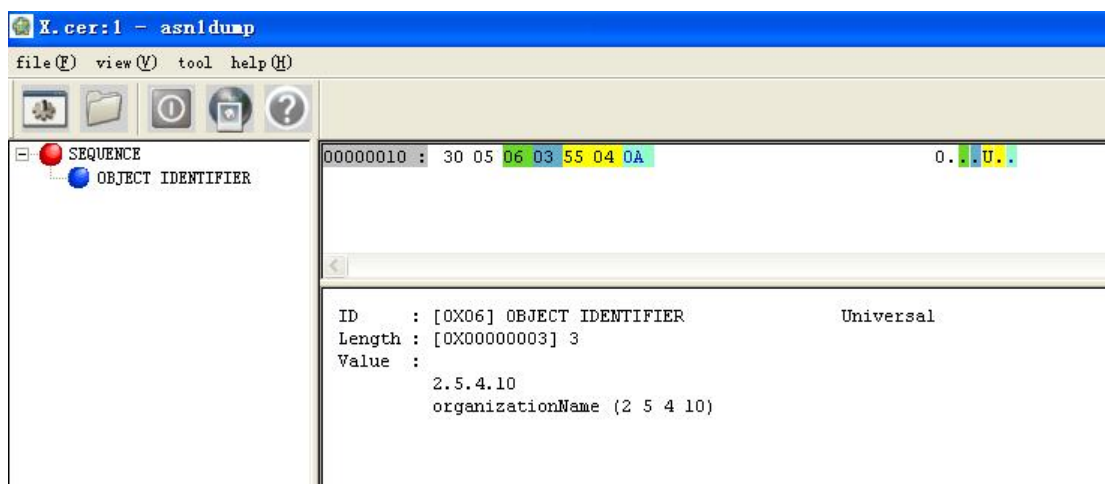 X.cer:1 - asn1dump
file(F) view(V) tool help(H)
SEQUENCE
OBJECT IDENTIFIER
00000010 : 30 05 06 03 55 04 0A 0...U..
ID : [0X06] OBJECT IDENTIFIER Universal
Length : [0X00000003] 3
Value :
2.5.4.10
organizationName (2 5 4 10)